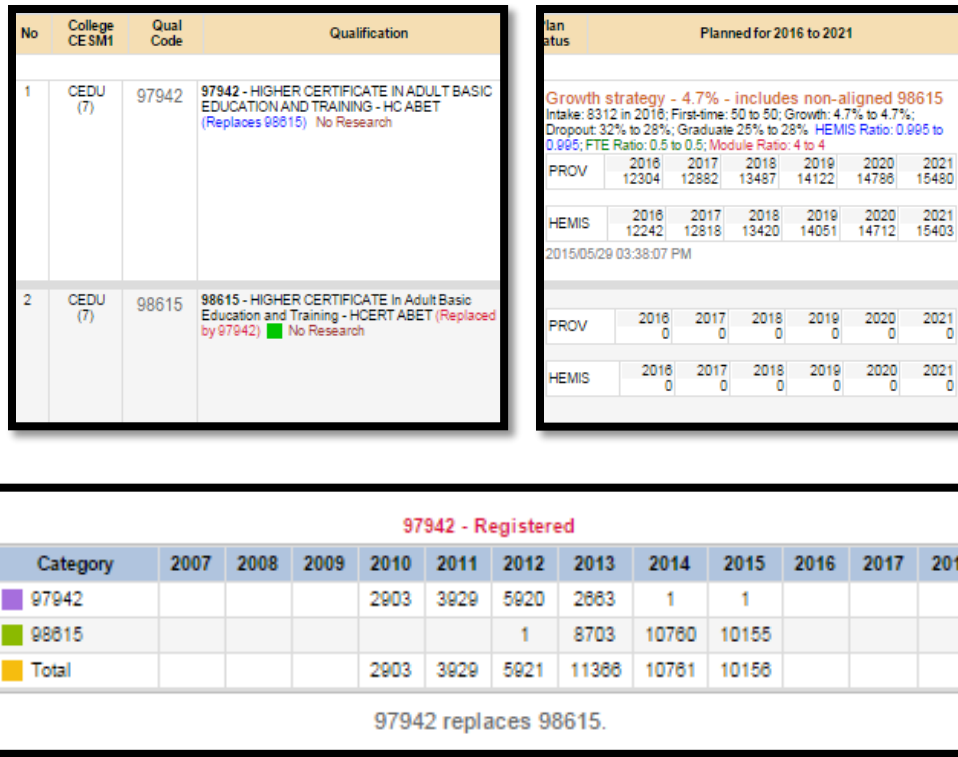 No College CESM1 Qual Code Qualification
1 CEDU (7) 97942 97942 - HIGHER CERTIFICATE IN ADULT BASIC
EDUCATION AND TRAINING - HC ABET
(Replaces 98615) No Research
2 CEDU (7) 98615 98615 - HIGHER CERTIFICATE In Adult Basic
Education and Training - HCERT ABET (Replaced
by 97942) No Research
Planned for 2016 to 2021
Growth strategy - 4.7% - includes non-aligned 98615
Intake: 8312 in 2016; First-time: 50 to 50; Growth: 4.7% to 4.7%;
Dropout: 32% to 28%; Graduate 25% to 28% HEMIS Ratio: 0.995 to
0.995; FTE Ratio: 0.5 to 0.5; Module Ratio: 4 to 4
PROV 2016 2017 2018 2019 2020 2021
12304 12882 13487 14122 14786 15480
HEMIS 2016 2017 2018 2019 2020 2021
12242 12818 13420 14051 14712 15403
2015/05/29 03:38:07 PM
PROV 2016 2017 2018 2019 2020 2021
0 0 0 0 0 0
HEMIS 2016 2017 2018 2019 2020 2021
0 0 0 0 0 0
97942 - Registered
Category 2007 2008 2009 2010 2011 2012 2013 2014 2015 2016 2017
97942 2903 3929 5920 2663 1 1
98615 1 8703 10760 10155
Total 2903 3929 5921 11366 10761 10156
97942 replaces 98615.